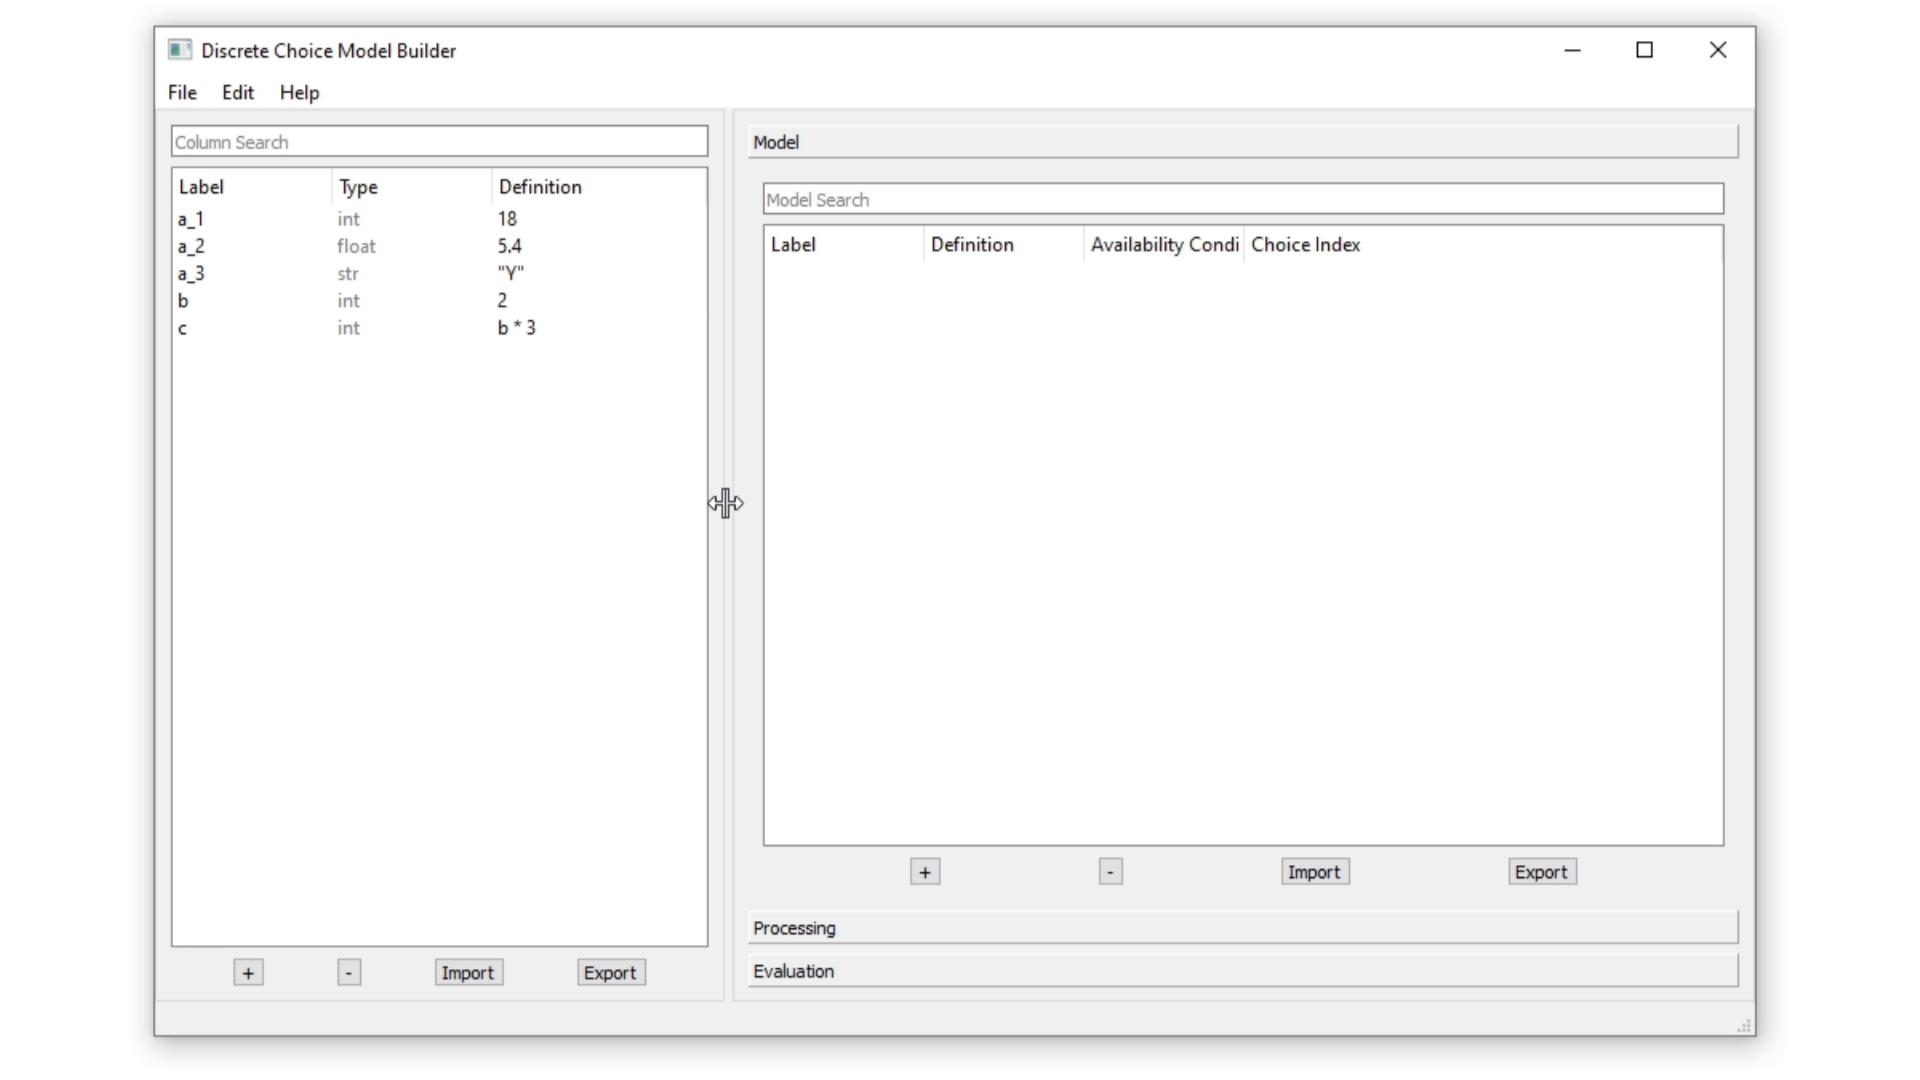 Discrete Choice Model Builder
File Edit Help
Column Search
Label Type Definition
a_1 int 18
a_2 float 5.4
a_3 str "Y"
b int 2
c int b * 3
+ - Import Export
Model
Model Search
Label Definition Availability Condi Choice Index
+ - Import Export
Processing
Evaluation